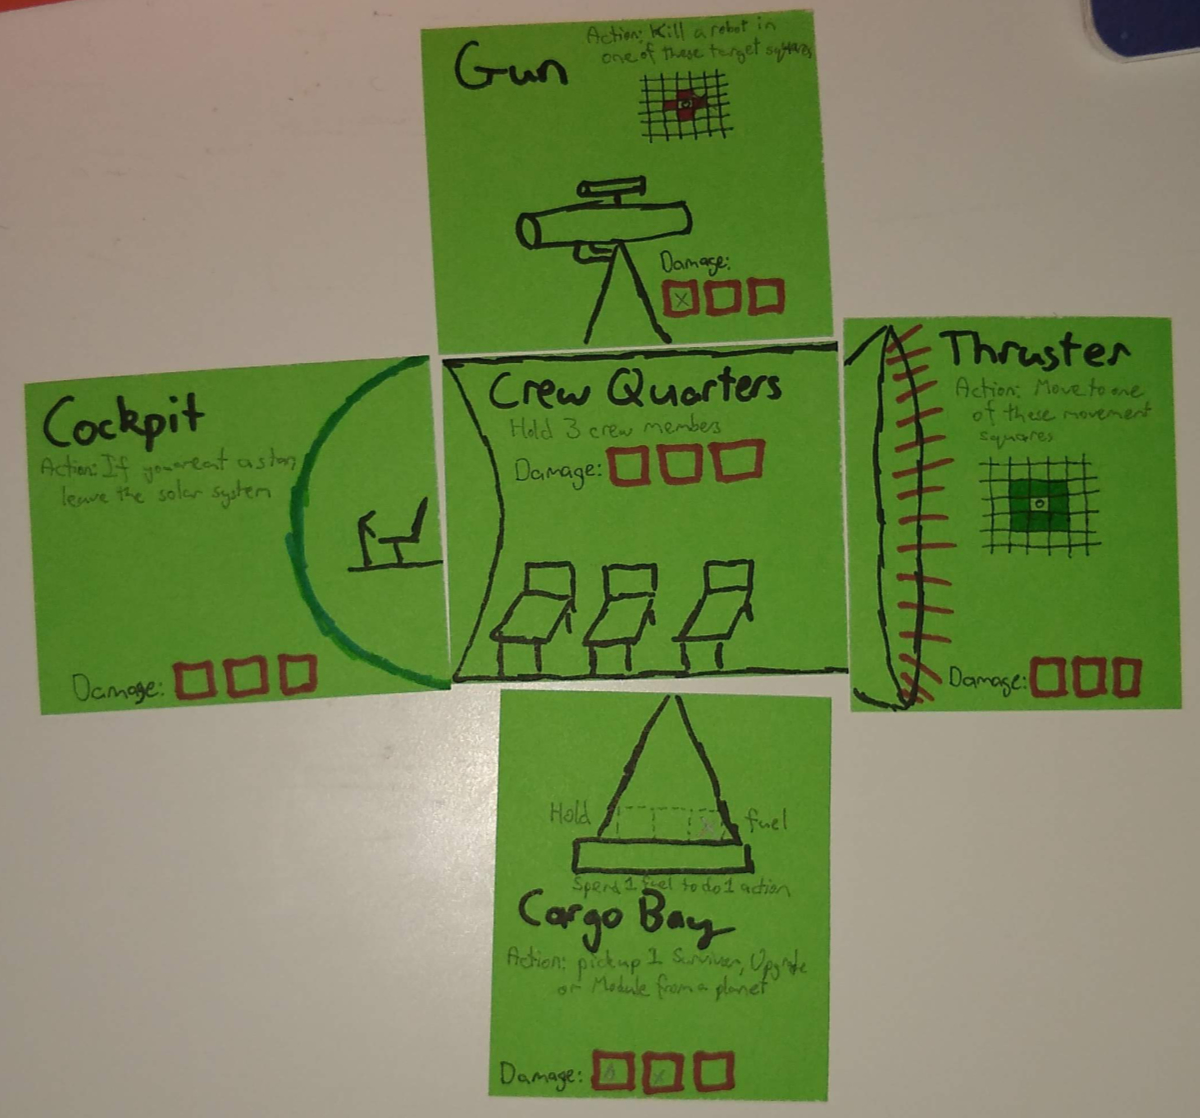 Gun
Action: Kill a robot in
one of these target squares
Damage:
X
Cockpit
Action: If you are at a star,
leave the solar system
Damage:
Crew Quarters
Hold 3 crew members
Damage:
Thruster
Action: Move to one
of these movement
squares
Damage:
Hold fuel
Spend 1 fuel to do 1 action
Cargo Bay
Action: pickup 1 Survivor, Upgrade
or Module from a planet
Damage: